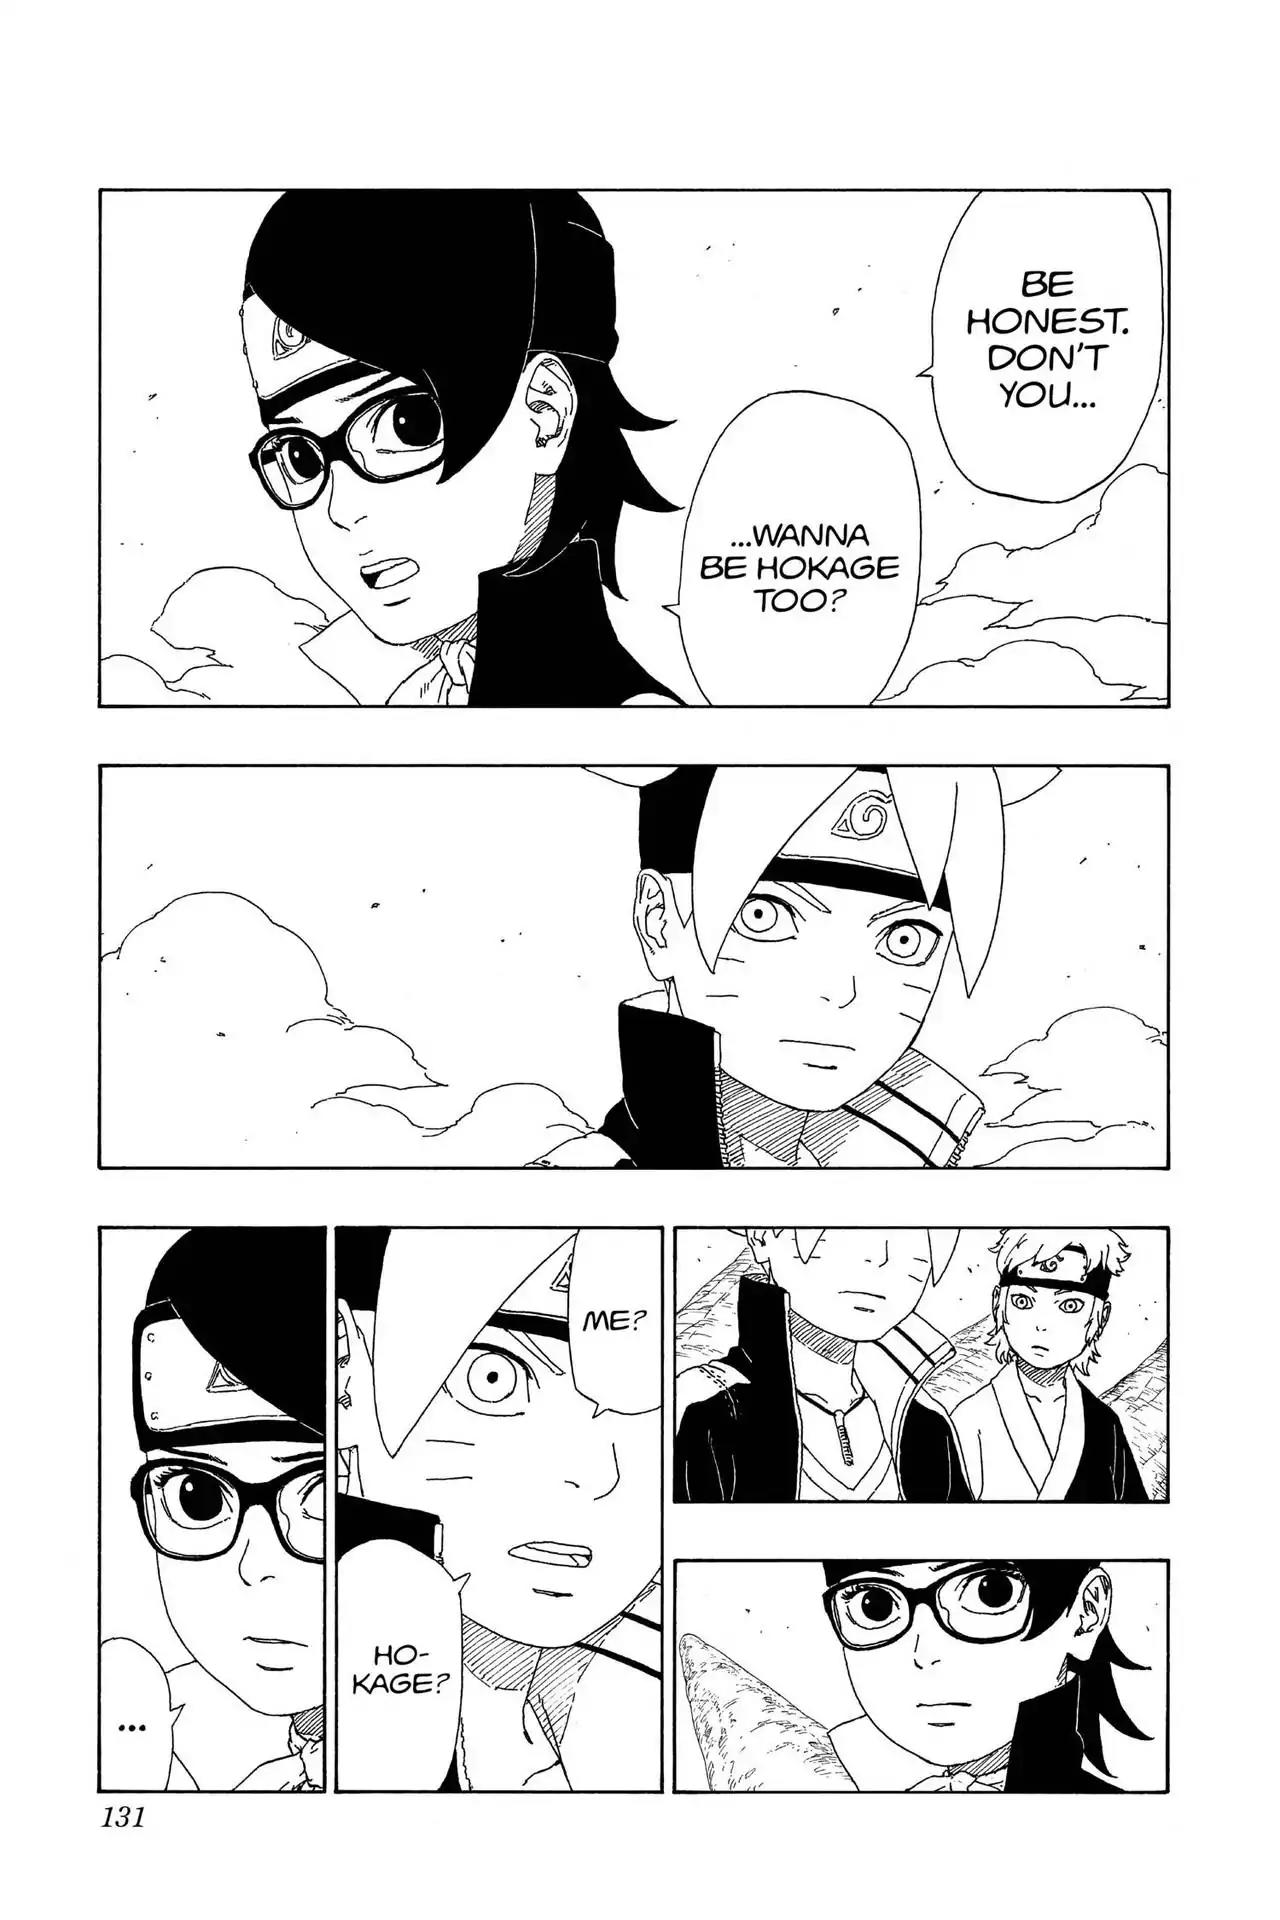 BE
HONEST.
DON'T
YOU...
...WANNA
BE HOKAGE
TOO?
ME?
HO-
KAGE?
...
131